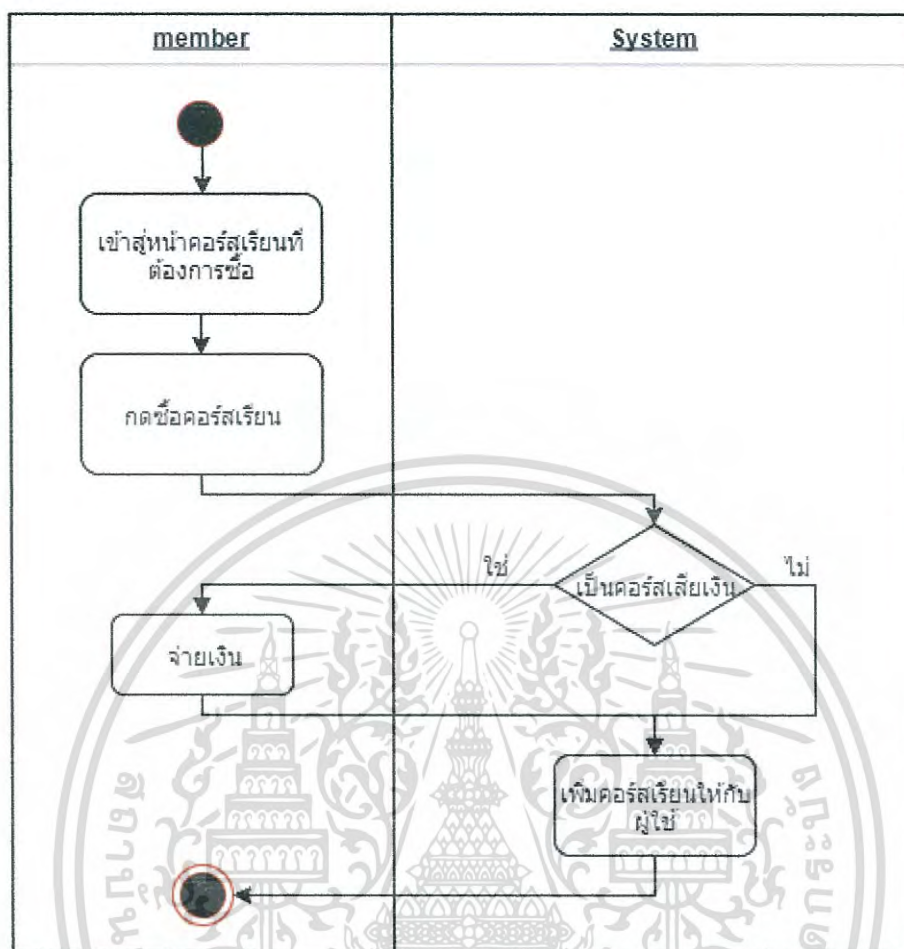 member
System
เข้าสู่หน้าคอร์สเรียนที่
ต้องการซื้อ
กดซื้อคอร์สเรียน
ใช่
เป็นคอร์สเสียเงิน
ไม่
จ่ายเงิน
เพิ่มคอร์สเรียนให้กับ
ผู้ใช้